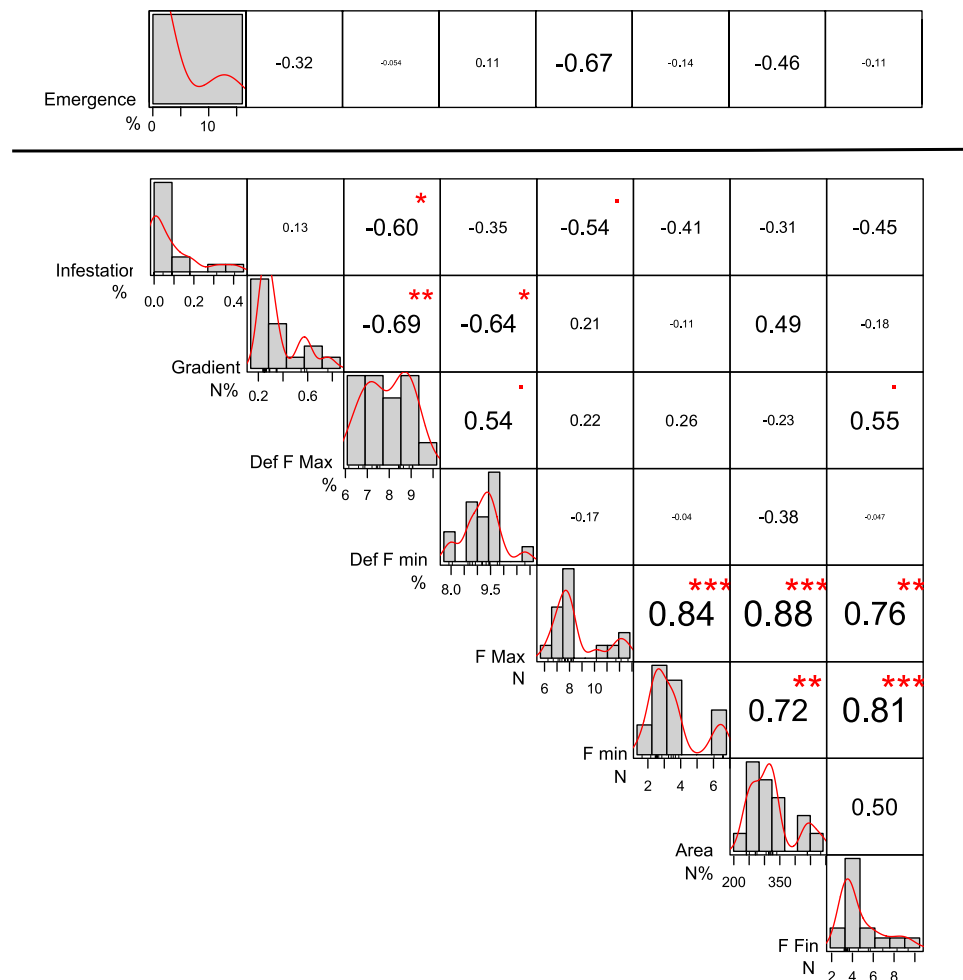 -0.32 -0.054 0.11 -0.67 -0.14 -0.46 -0.11
Emergence
% 0 10
* .
0.13 -0.60 -0.35 -0.54 -0.41 -0.31 -0.45
Infestation
% 0.0 0.2 0.4
** *
-0.69 -0.64 0.21 -0.11 0.49 -0.18
Gradient
N% 0.2 0.6
. .
0.54 0.22 0.26 -0.23 0.55
Def F Max
% 6 7 8 9
-0.17 -0.04 -0.38 -0.047
Def F min
% 8.0 9.5
*** *** **
0.84 0.88 0.76
F Max
N 6 8 10
** ***
0.72 0.81
F min
N 2 4 6
0.50
Area
N% 200 350
F Fin
N 2 4 6 8